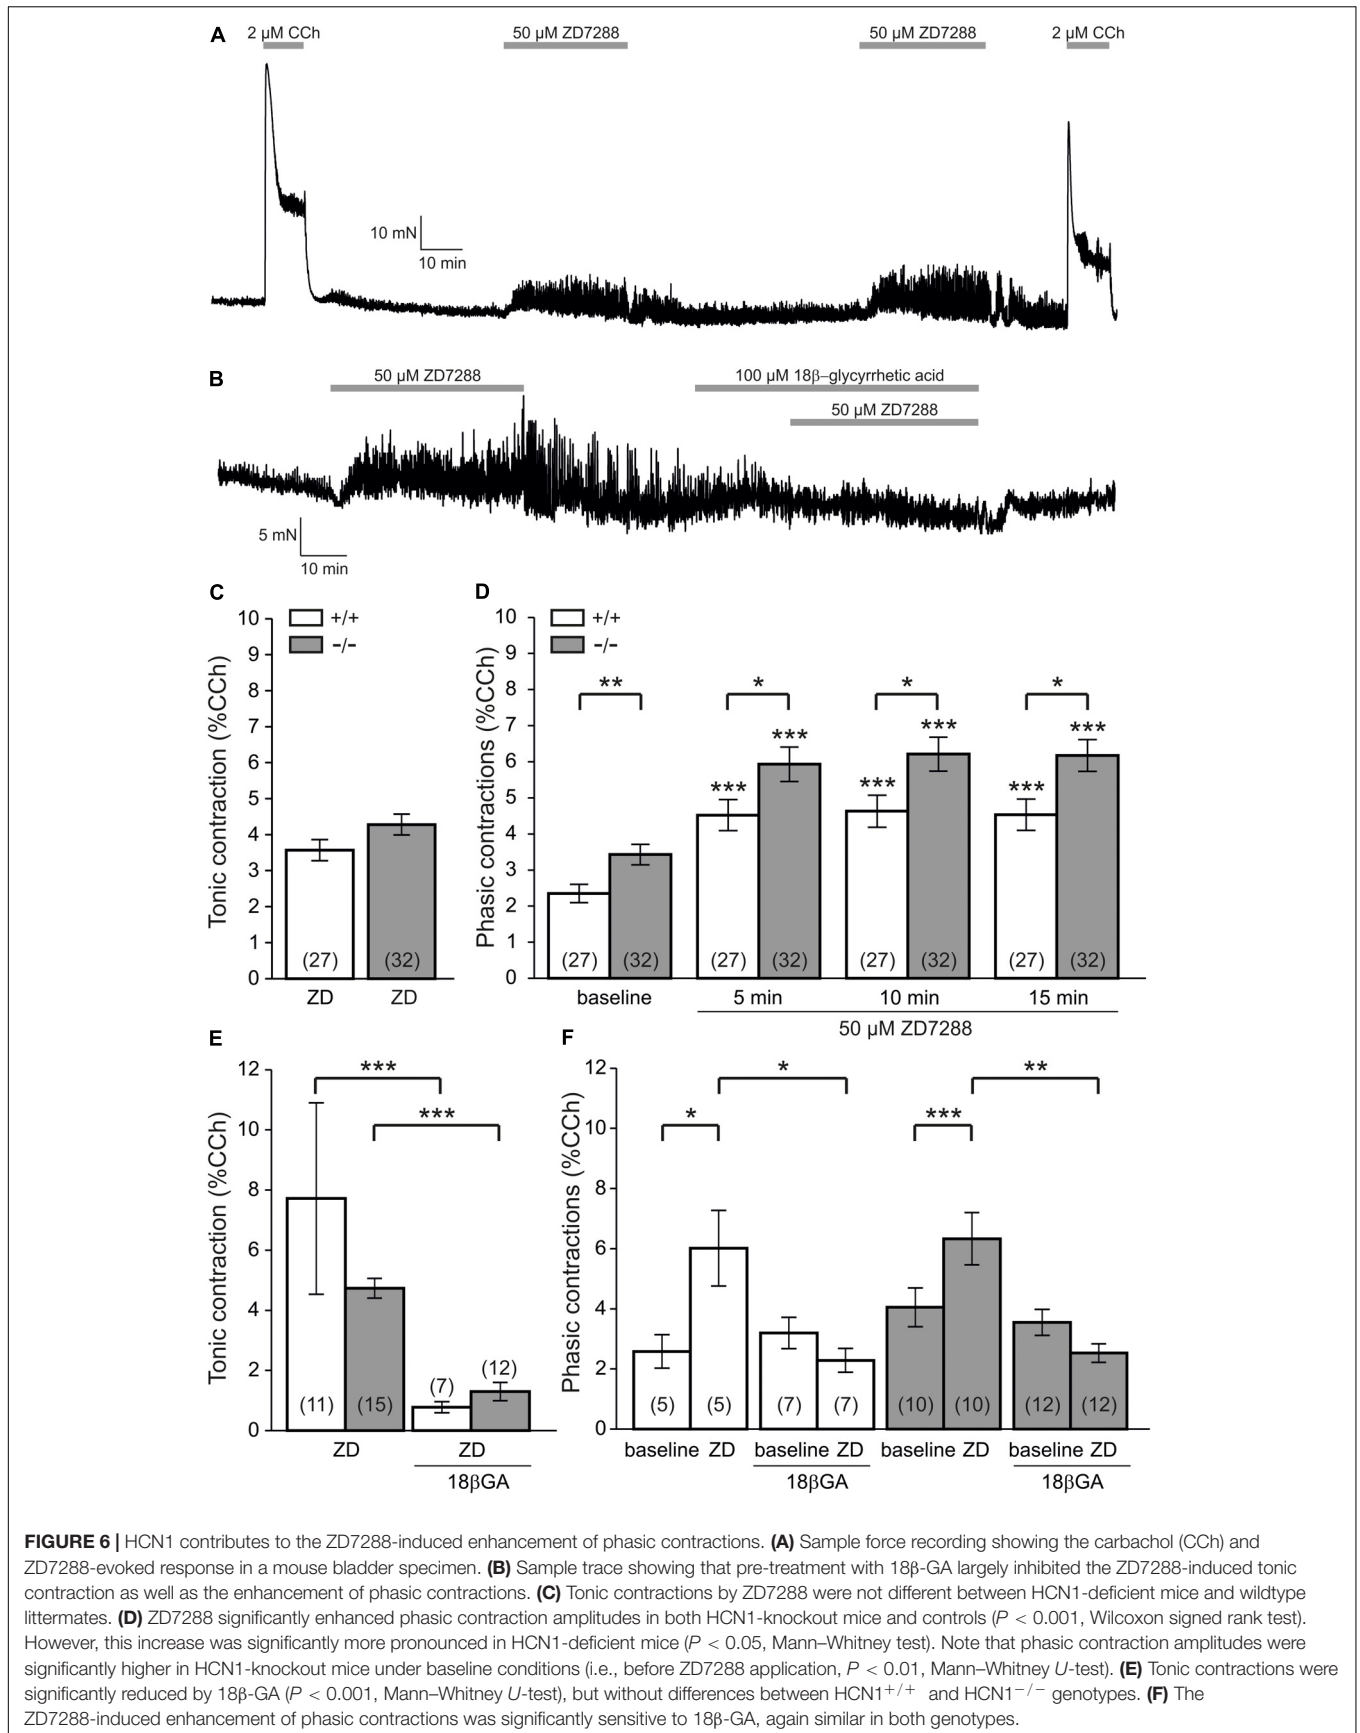 A
2 µM CCh
50 µM ZD7288
50 µM ZD7288
2 µM CCh
10 mN
10 min
B
50 µM ZD7288
100 µM 18β–glycyrrhetic acid
50 µM ZD7288
5 mN
10 min
C
+/+
-/-
Tonic contraction (%CCh)
10
9
8
7
6
5
4
3
2
1
0
(27) (32)
ZD ZD
D
+/+
-/-
Phasic contractions (%CCh)
10
9
8
7
6
5
4
3
2
1
0
** * * *
*** *** *** *** *** ***
(27) (32) (27) (32) (27) (32) (27) (32)
baseline 5 min 10 min 15 min
50 µM ZD7288
E
Tonic contraction (%CCh)
12
10
8
6
4
2
0
***
***
(11) (15) (7) (12)
ZD ZD
18βGA
F
Phasic contractions (%CCh)
12
10
8
6
4
2
0
* **
* ***
(5) (5) (7) (7) (10) (10) (12) (12)
baseline ZD baseline ZD baseline ZD baseline ZD
18βGA 18βGA
FIGURE 6 | HCN1 contributes to the ZD7288-induced enhancement of phasic contractions. (A) Sample force recording showing the carbachol (CCh) and
ZD7288-evoked response in a mouse bladder specimen. (B) Sample trace showing that pre-treatment with 18β-GA largely inhibited the ZD7288-induced tonic
contraction as well as the enhancement of phasic contractions. (C) Tonic contractions by ZD7288 were not different between HCN1-deficient mice and wildtype
littermates. (D) ZD7288 significantly enhanced phasic contraction amplitudes in both HCN1-knockout mice and controls (P < 0.001, Wilcoxon signed rank test).
However, this increase was significantly more pronounced in HCN1-deficient mice (P < 0.05, Mann–Whitney test). Note that phasic contraction amplitudes were
significantly higher in HCN1-knockout mice under baseline conditions (i.e., before ZD7288 application, P < 0.01, Mann–Whitney U-test). (E) Tonic contractions were
significantly reduced by 18β-GA (P < 0.001, Mann–Whitney U-test), but without differences between HCN1+/+ and HCN1−/− genotypes. (F) The
ZD7288-induced enhancement of phasic contractions was significantly sensitive to 18β-GA, again similar in both genotypes.